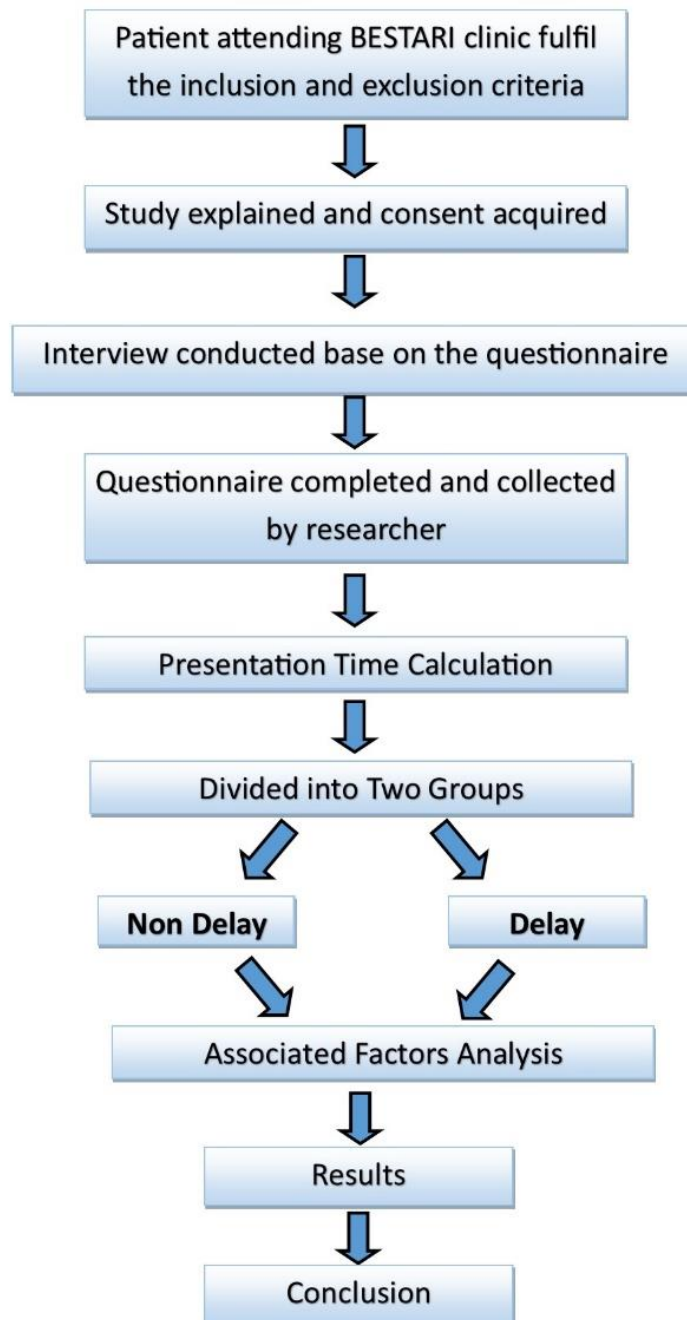 Patient attending BESTARI clinic fulfil
the inclusion and exclusion criteria
Study explained and consent acquired
Interview conducted base on the questionnaire
Questionnaire completed and collected
by researcher
Presentation Time Calculation
Divided into Two Groups
Non Delay
Delay
Associated Factors Analysis
Results
Conclusion